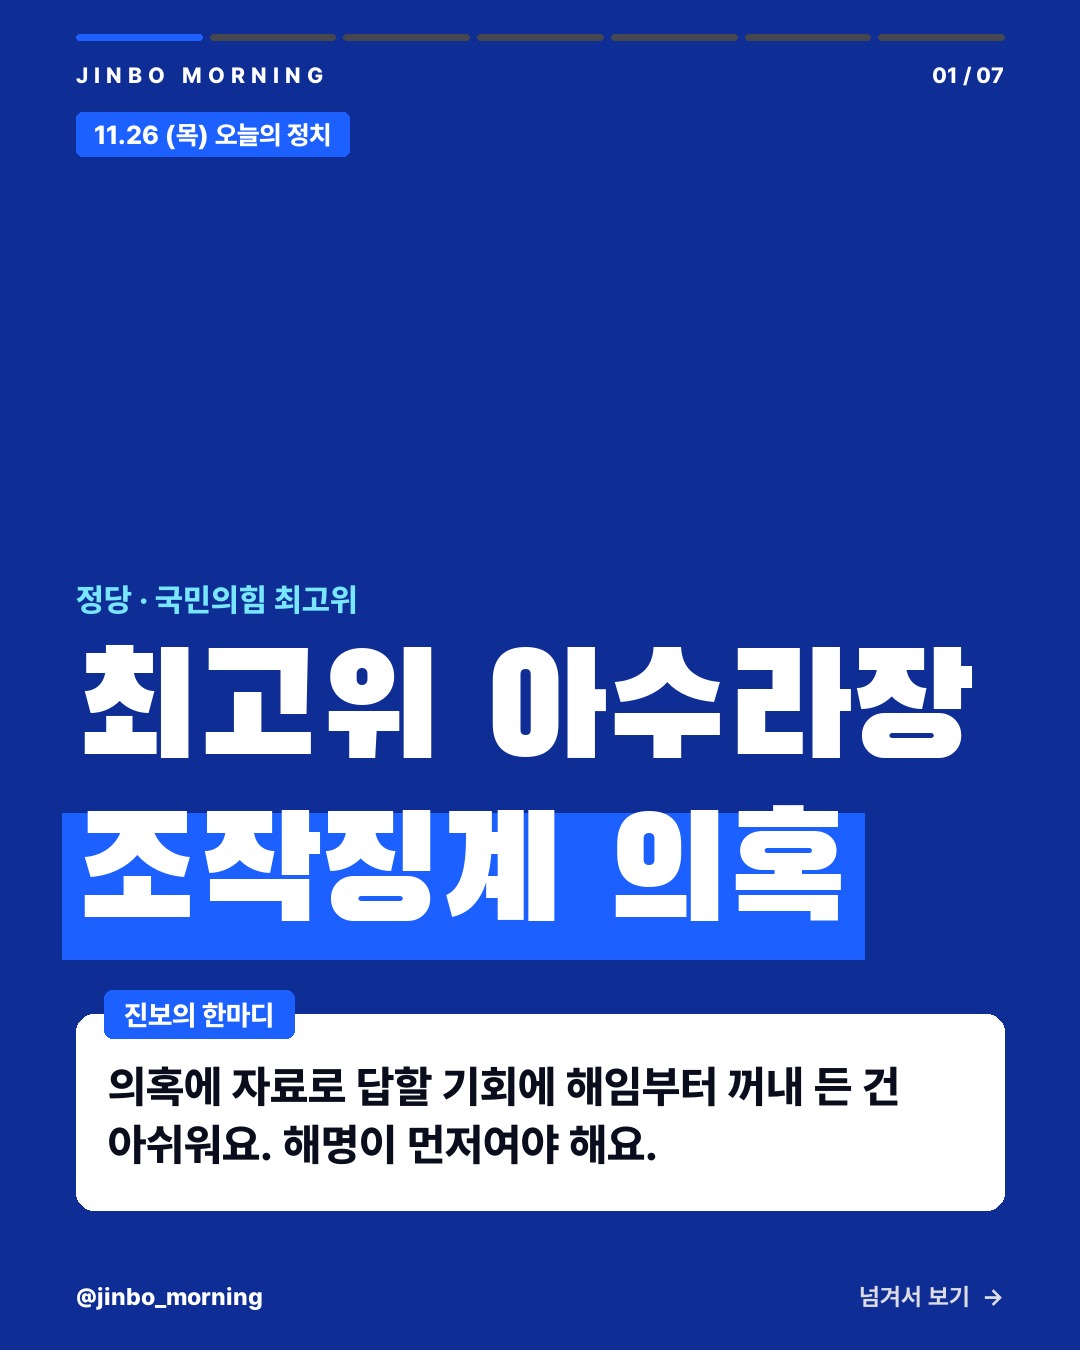 JINBO MORNING
01 / 07
11.26 (목) 오늘의 정치
정당 · 국민의힘 최고위
최고위 아수라장
조작징계 의혹
진보의 한마디
의혹에 자료로 답할 기회에 해임부터 꺼내 든 건
아쉬워요. 해명이 먼저여야 해요.
@jinbo_morning
넘겨서 보기 →